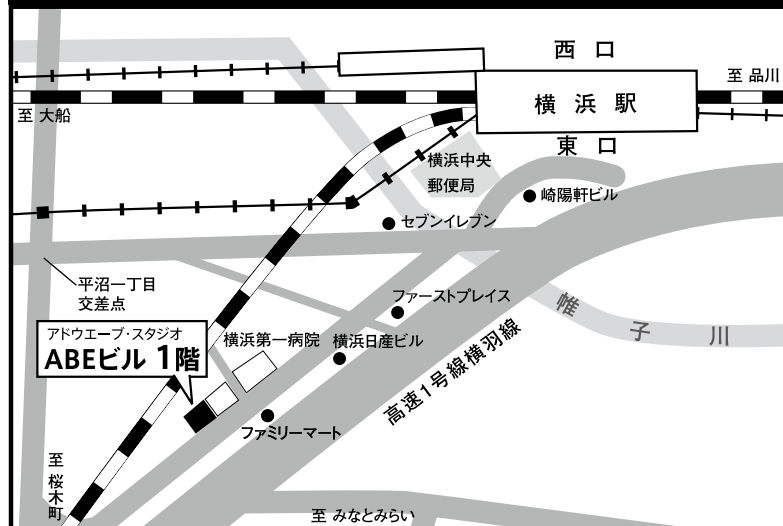 西口
至 品川
横浜駅
至 大船
東口
横浜中央
郵便局
崎陽軒ビル
セブンイレブン
平沼一丁目
交差点
ファーストプレイス
帷子川
アドウエーブ・スタジオ
ABEビル 1階
横浜第一病院
横浜日産ビル
高速1号線横羽線
ファミリーマート
至 桜木町
至 みなとみらい